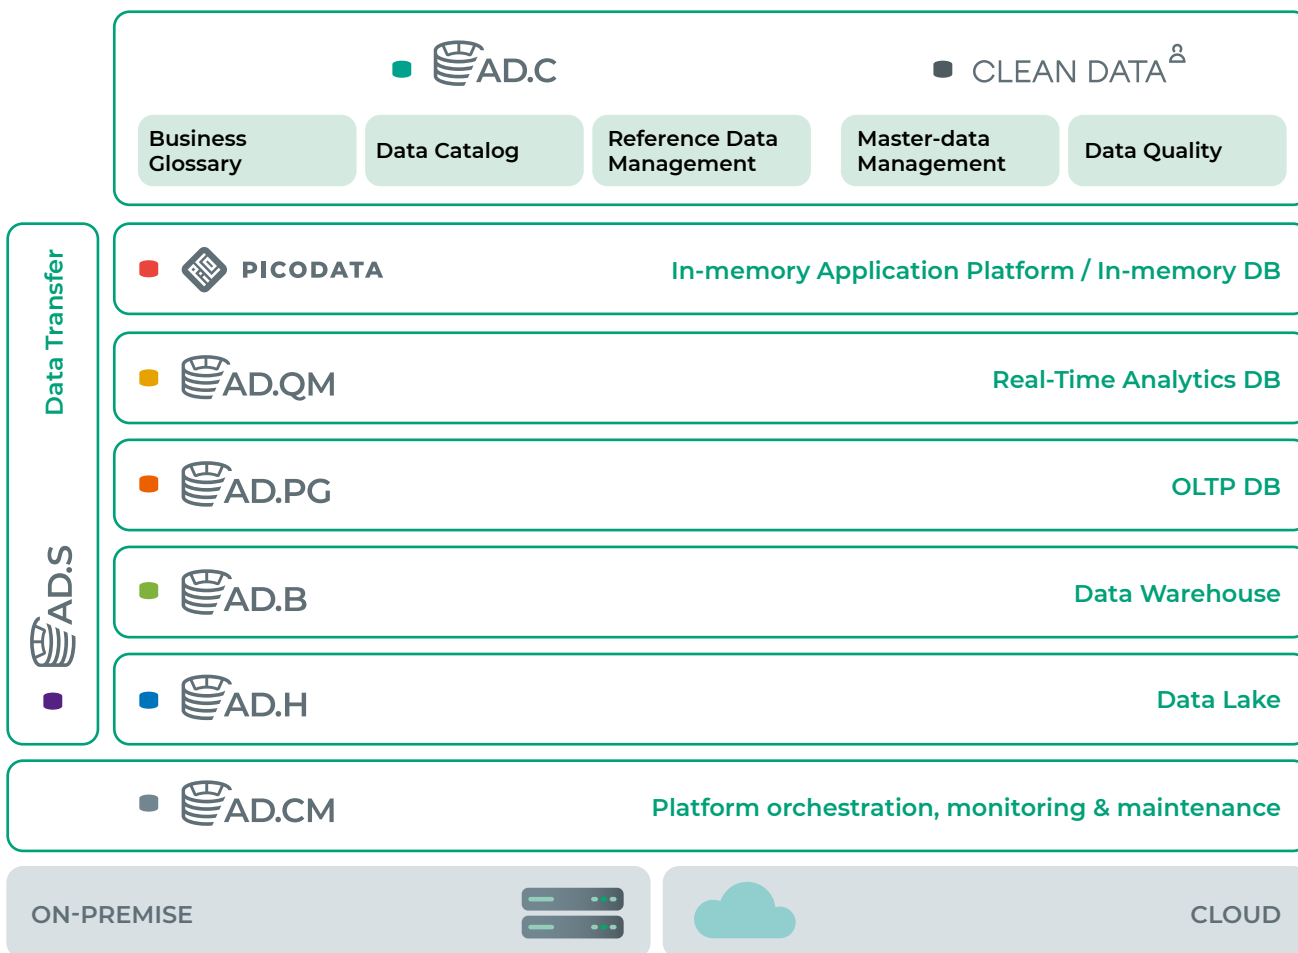 AD.C
CLEAN DATA
Business
Glossary
Data Catalog
Reference Data
Management
Master-data
Management
Data Quality
Data Transfer
AD.S
PICODATA
In-memory Application Platform / In-memory DB
AD.QM
Real-Time Analytics DB
AD.PG
OLTP DB
AD.B
Data Warehouse
AD.H
Data Lake
AD.CM
Platform orchestration, monitoring & maintenance
ON-PREMISE
CLOUD